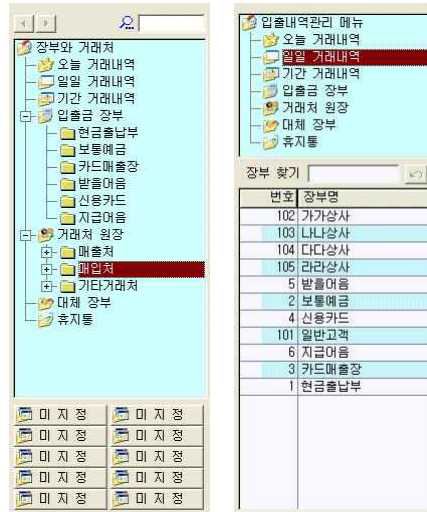 장부와 거래처
오늘 거래내역
일일 거래내역
기간 거래내역
입출금 장부
현금출납부
보통예금
카드매출장
받을어음
신용카드
지급어음
거래처 원장
매출처
매입처
기타거래처
대체 장부
휴지통
미 지 정 미 지 정
미 지 정 미 지 정
미 지 정 미 지 정
미 지 정 미 지 정
미 지 정 미 지 정
입출내역관리 메뉴
오늘 거래내역
일일 거래내역
기간 거래내역
입출금 장부
거래처 원장
대체 장부
휴지통
장부 찾기
번호 장부명
102 가가상사
103 나나상사
104 다다상사
105 라라상사
5 받을어음
2 보통예금
4 신용카드
101 일반고객
6 지급어음
3 카드매출장
1 현금출납부